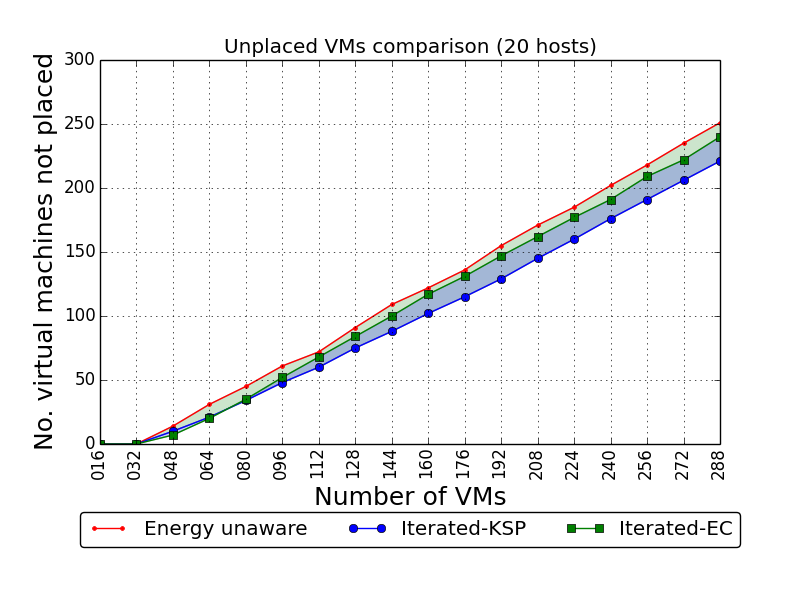 Unplaced VMs comparison (20 hosts)
No. virtual machines not placed
300
250
200
150
100
50
0
016 032 048 064 080 096 112 128 144 160 176 192 208 224 240 256 272 288
Number of VMs
Energy unaware Iterated-KSP Iterated-EC